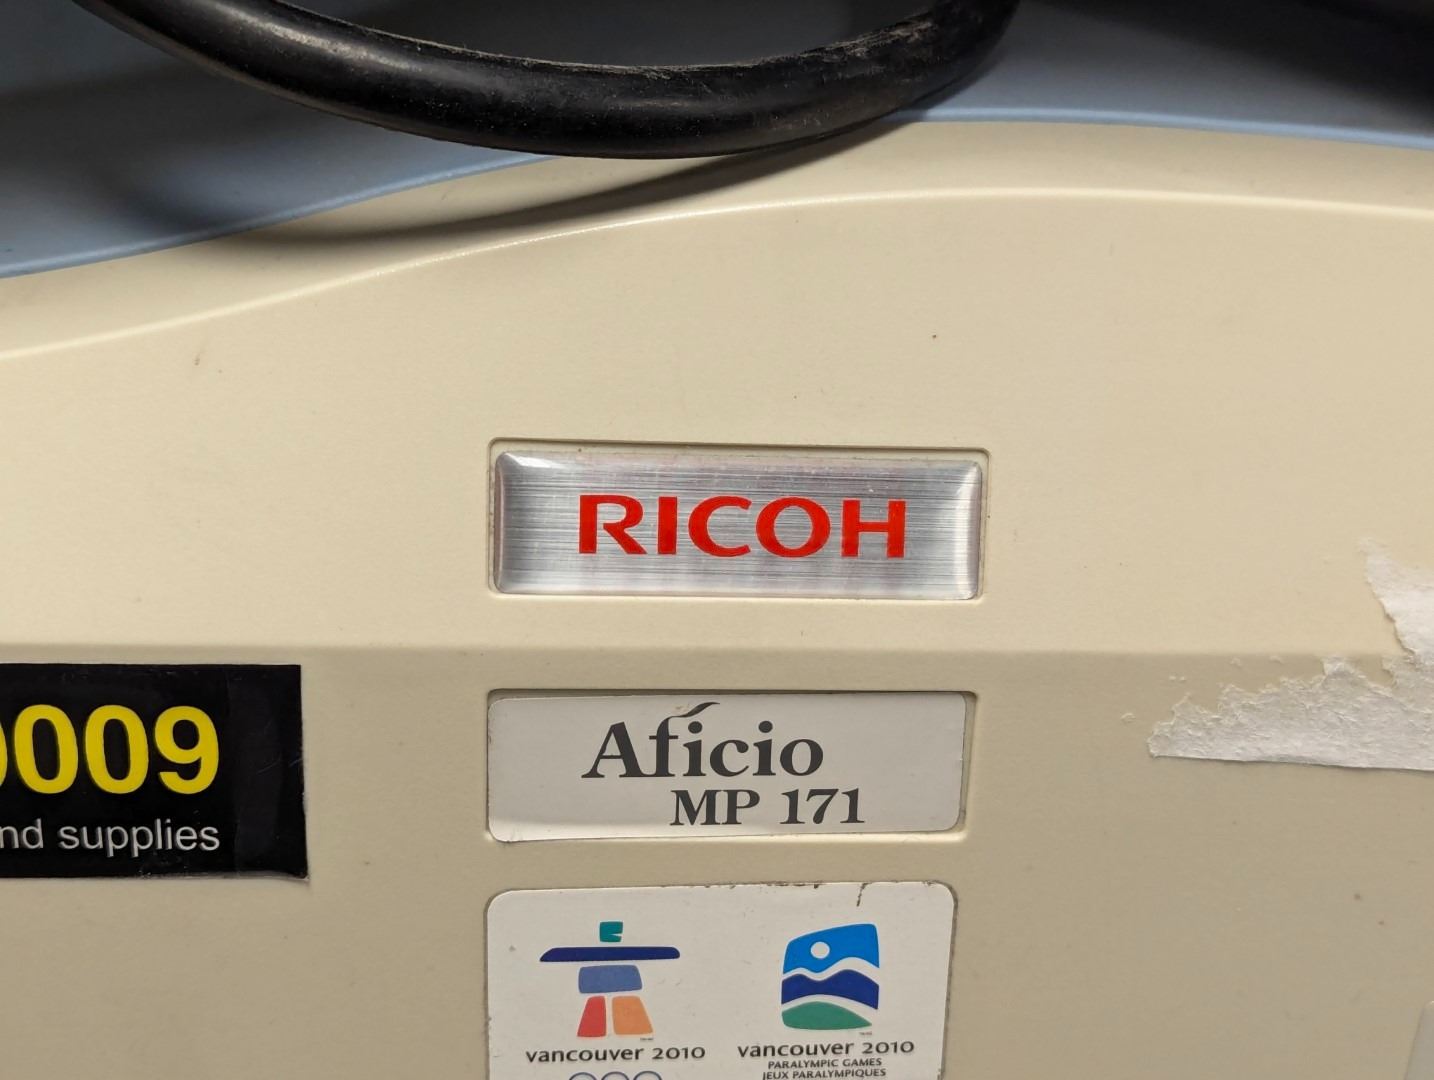 RICOH
Aficio
MP 171
009
nd supplies
vancouver 2010
vancouver 2010
PARALYMPIC GAMES
JEUX PARALYMPIQUES